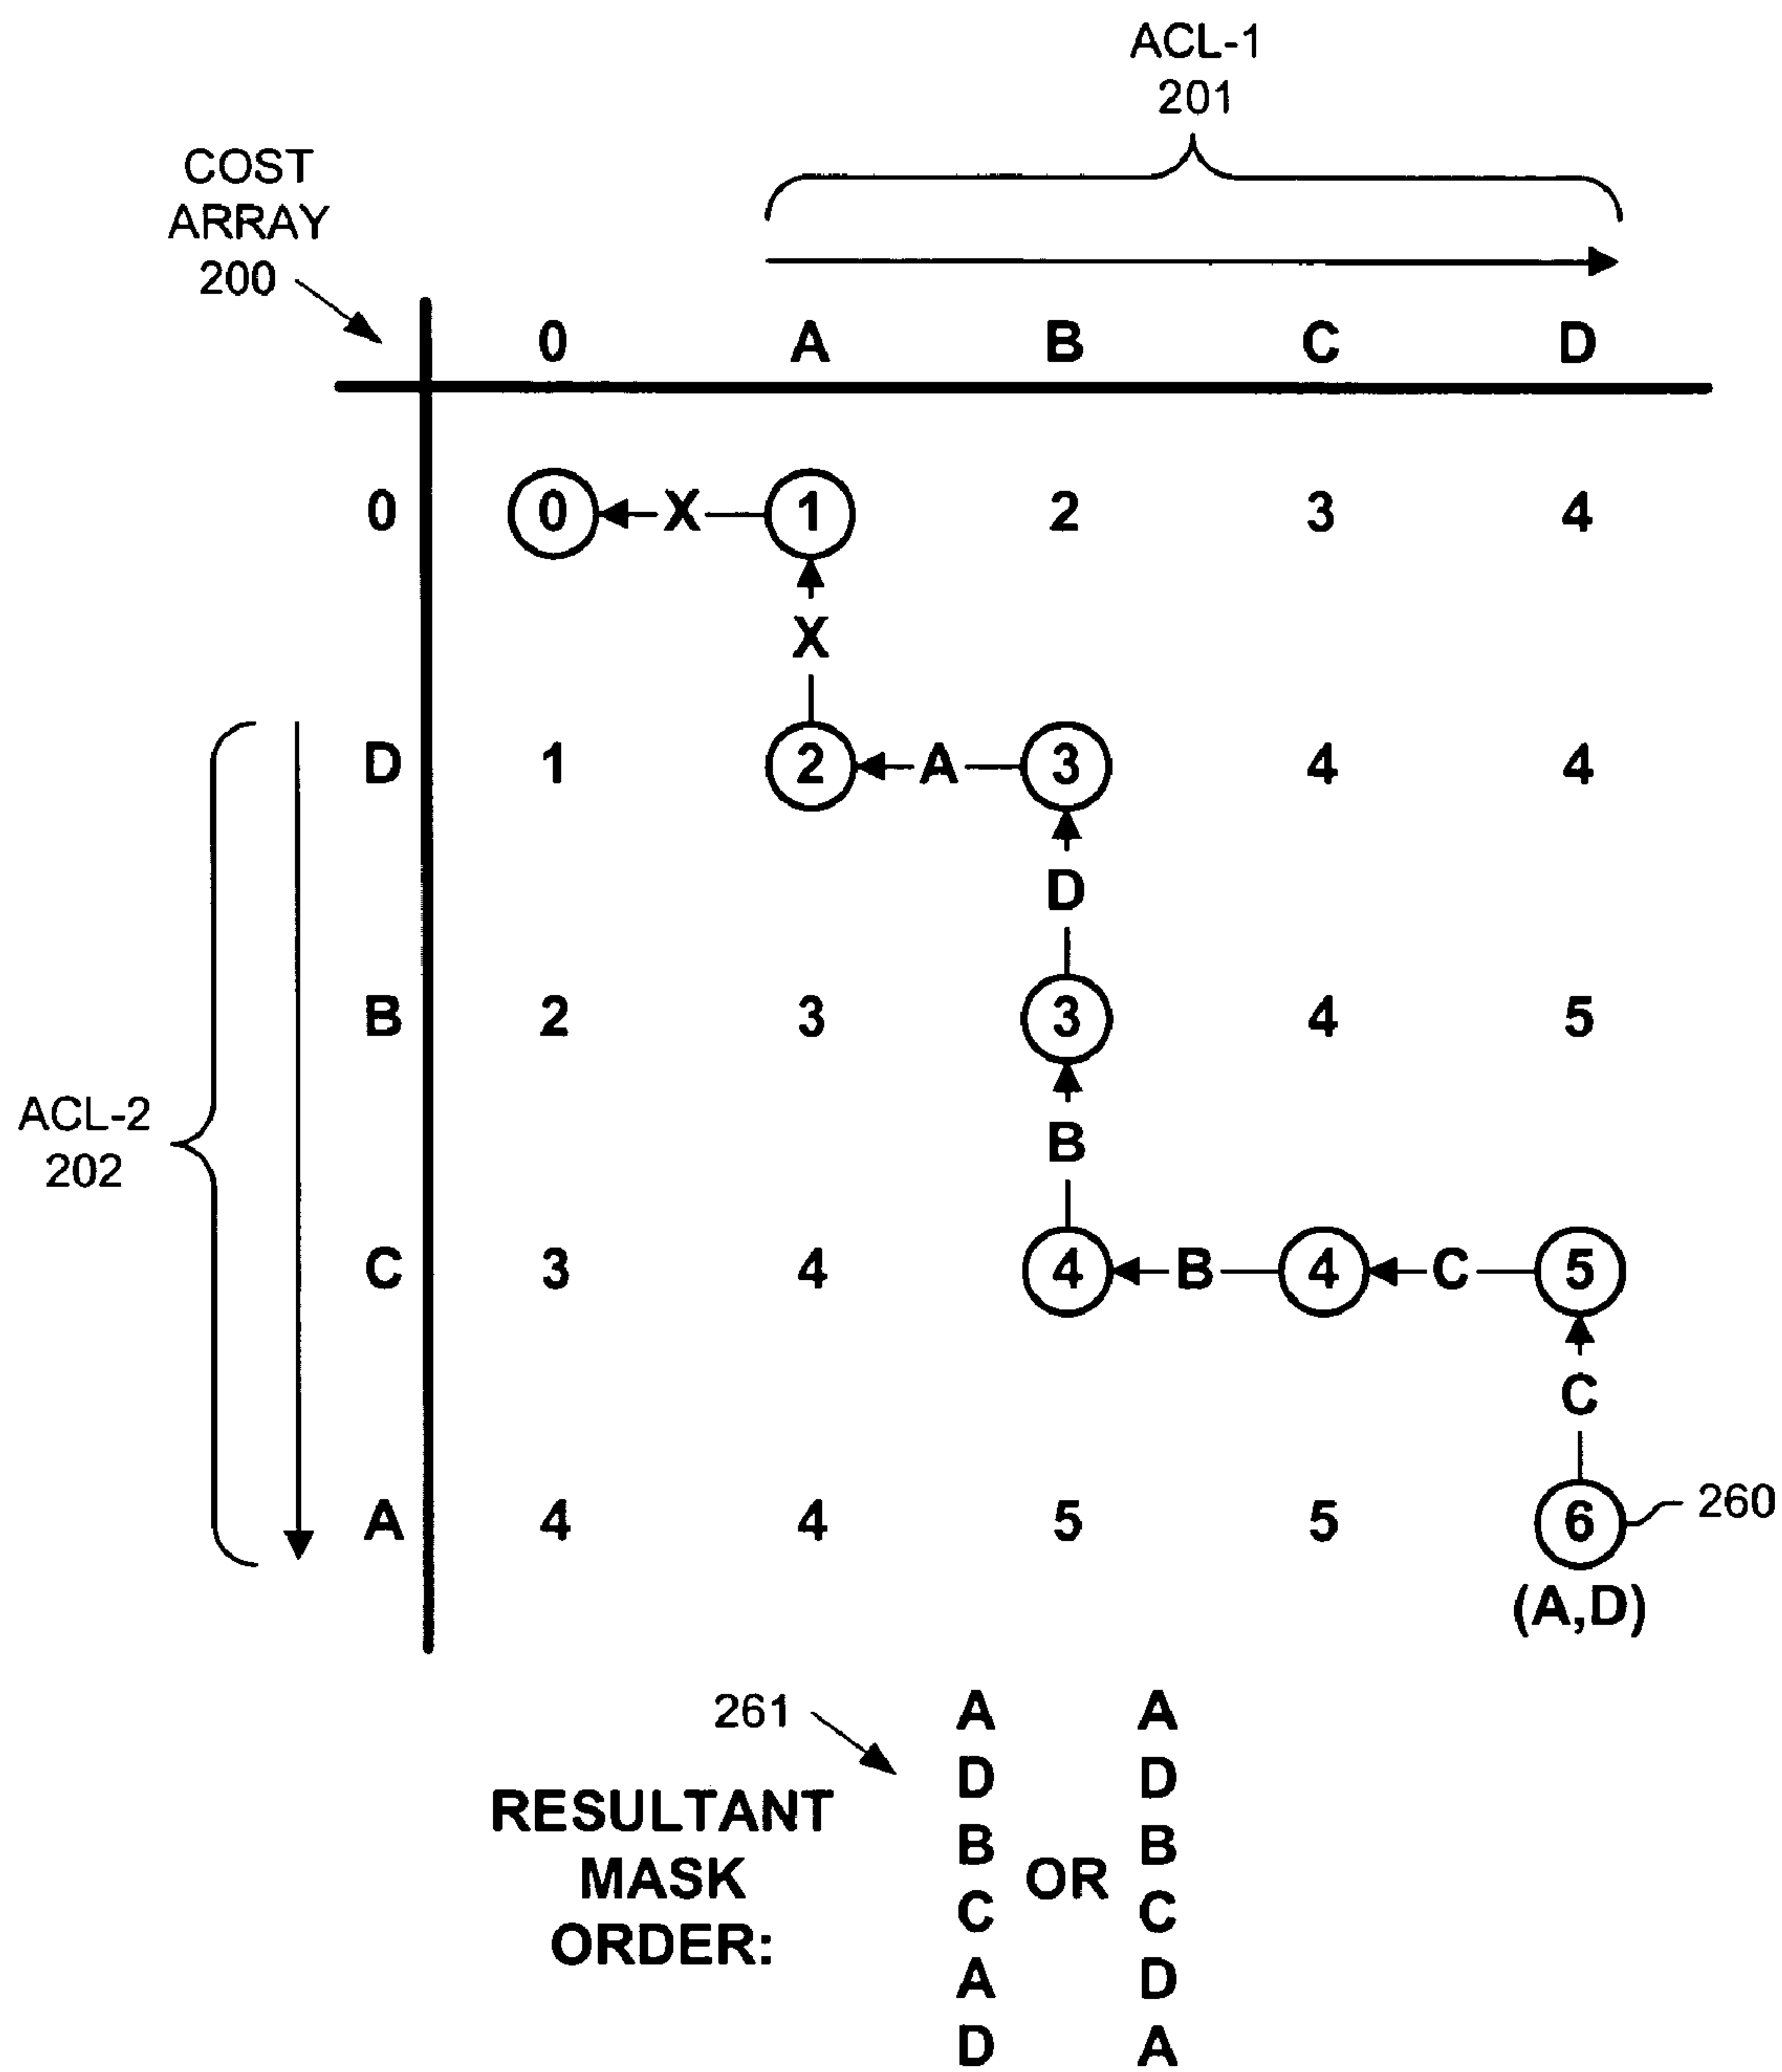 ACL-1
201
COST
ARRAY
200
0 A B C D
0 0 X 1 2 3 4
X
D 1 2 A 3 4 4
D
B 2 3 3 4 5
B
ACL-2
202
C 3 4 4 B 4 C 5
C
A 4 4 5 5 6 260
(A,D)
261
RESULTANT
MASK
ORDER:
A A
D D
B B
OR
C C
A D
D A